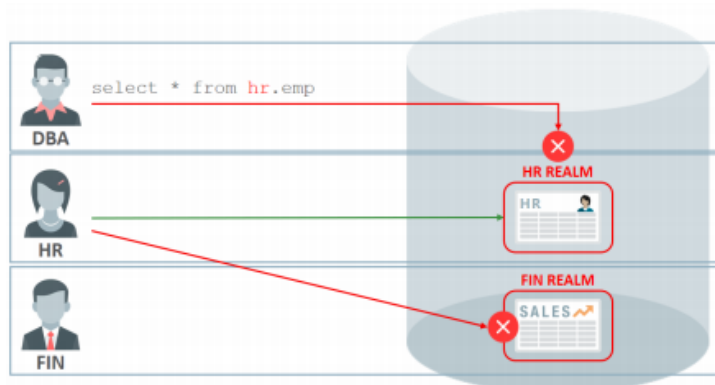 select * from hr.emp
DBA
HR REALM
HR
HR
FIN REALM
SALES
FIN